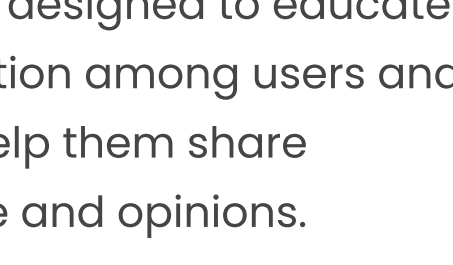 designed to educate
tion among users and
elp them share
e and opinions.